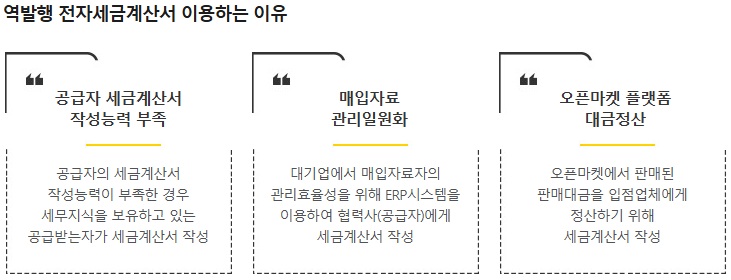 역발행 전자세금계산서 이용하는 이유
❝
공급자 세금계산서
작성능력 부족
공급자의 세금계산서
작성능력이 부족한 경우
세무지식을 보유하고 있는
공급받는자가 세금계산서 작성
❝
매입자료
관리일원화
대기업에서 매입자료자의
관리효율성을 위해 ERP시스템을
이용하여 협력사(공급자)에게
세금계산서 작성
❝
오픈마켓 플랫폼
대금정산
오픈마켓에서 판매된
판매대금을 입점업체에게
정산하기 위해
세금계산서 작성